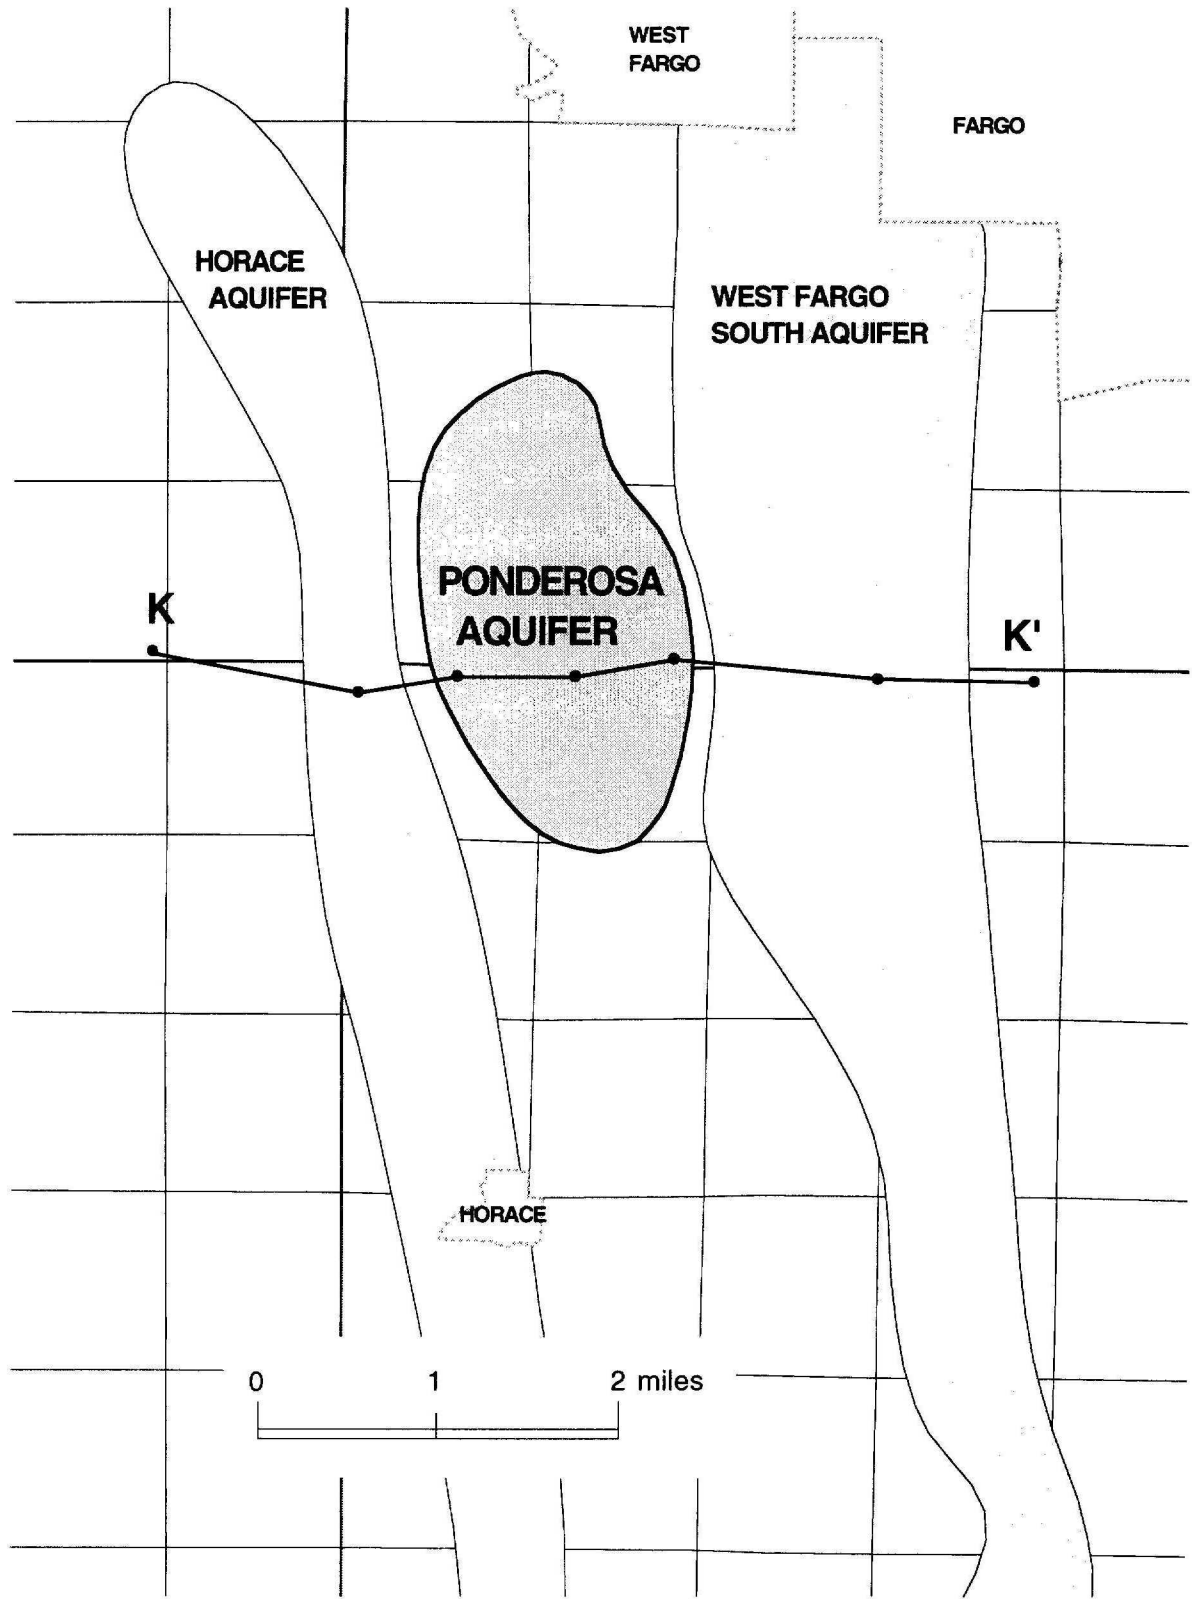 WEST
FARGO
FARGO
HORACE
AQUIFER
WEST FARGO
SOUTH AQUIFER
PONDEROSA
AQUIFER
K
K'
HORACE
0 1 2 miles